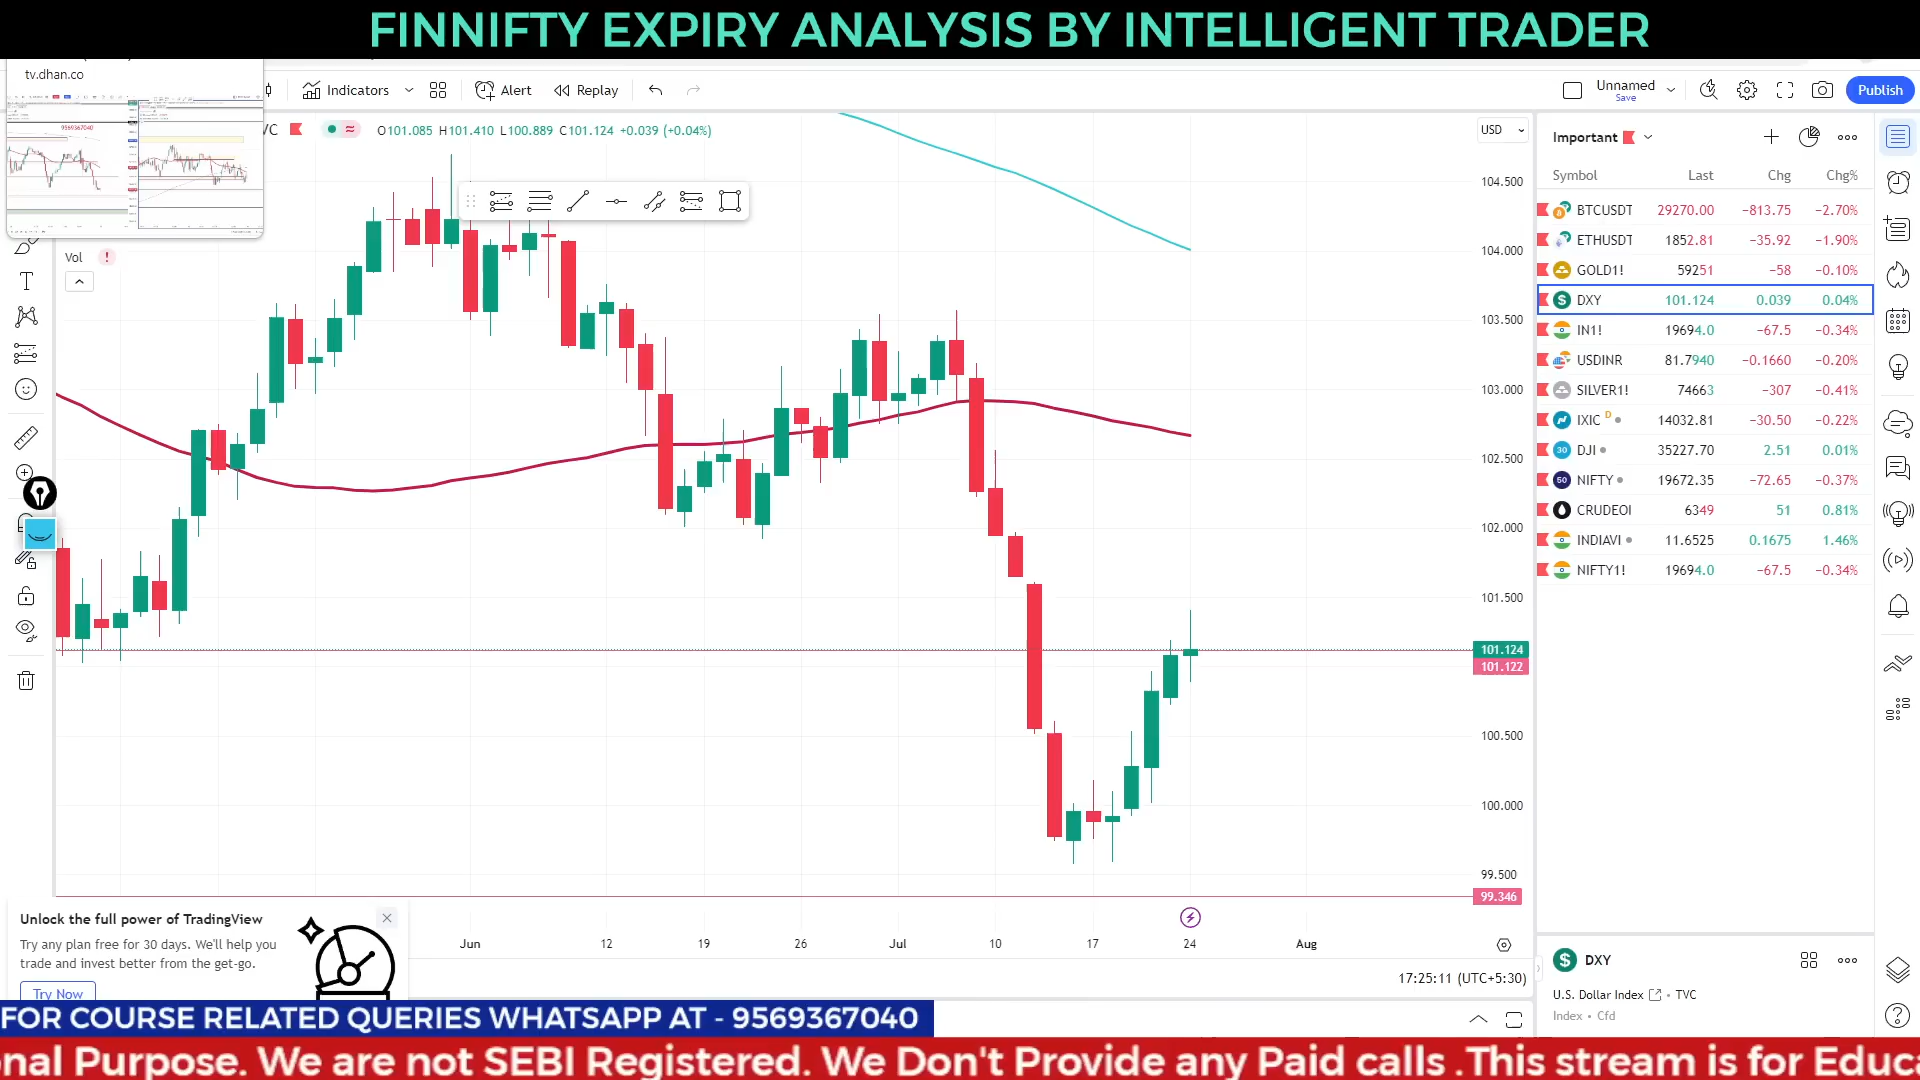 FINNIFTY EXPIRY ANALYSIS BY INTELLIGENT TRADER
tv.dhan.co
9569367040
Indicators
Alert
Replay
Unnamed
Save
Publish
O101.085 H101.410 L100.889 C101.124 +0.039 (+0.04%)
USD
Vol
104.500
104.000
103.500
103.000
102.500
102.000
101.500
101.124
101.122
100.500
100.000
99.500
99.346
Jun 12 19 26 Jul 10 17 24 Aug
17:25:11 (UTC+5:30)
Important
Symbol Last Chg Chg%
BTCUSDT 29270.00 −813.75 −2.70%
ETHUSDT 1852.81 −35.92 −1.90%
GOLD1! 59251 −58 −0.10%
DXY 101.124 0.039 0.04%
IN1! 19694.0 −67.5 −0.34%
USDINR 81.7940 −0.1660 −0.20%
SILVER1! 74663 −307 −0.41%
IXIC D 14032.81 −30.50 −0.22%
DJI 35227.70 2.51 0.01%
NIFTY 19672.35 −72.65 −0.37%
CRUDEOI 6349 51 0.81%
INDIAVI 11.6525 0.1675 1.46%
NIFTY1! 19694.0 −67.5 −0.34%
DXY
U.S. Dollar Index • TVC
Index • Cfd
Unlock the full power of TradingView
Try any plan free for 30 days. We'll help you
trade and invest better from the get-go.
Try Now
FOR COURSE RELATED QUERIES WHATSAPP AT - 9569367040
onal Purpose. We are not SEBI Registered. We Don't Provide any Paid calls .This stream is for Educa